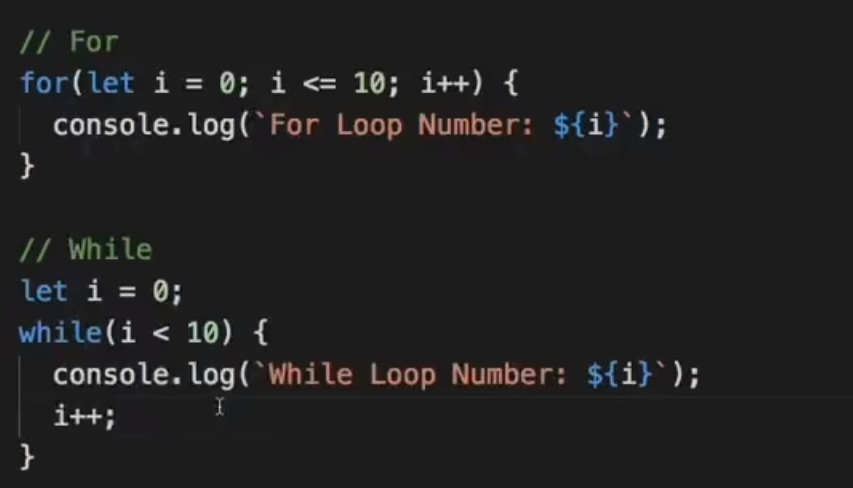 // For
for(let i = 0; i <= 10; i++) {
  console.log(`For Loop Number: ${i}`);
}

// While
let i = 0;
while(i < 10) {
  console.log(`While Loop Number: ${i}`);
  i++;
}